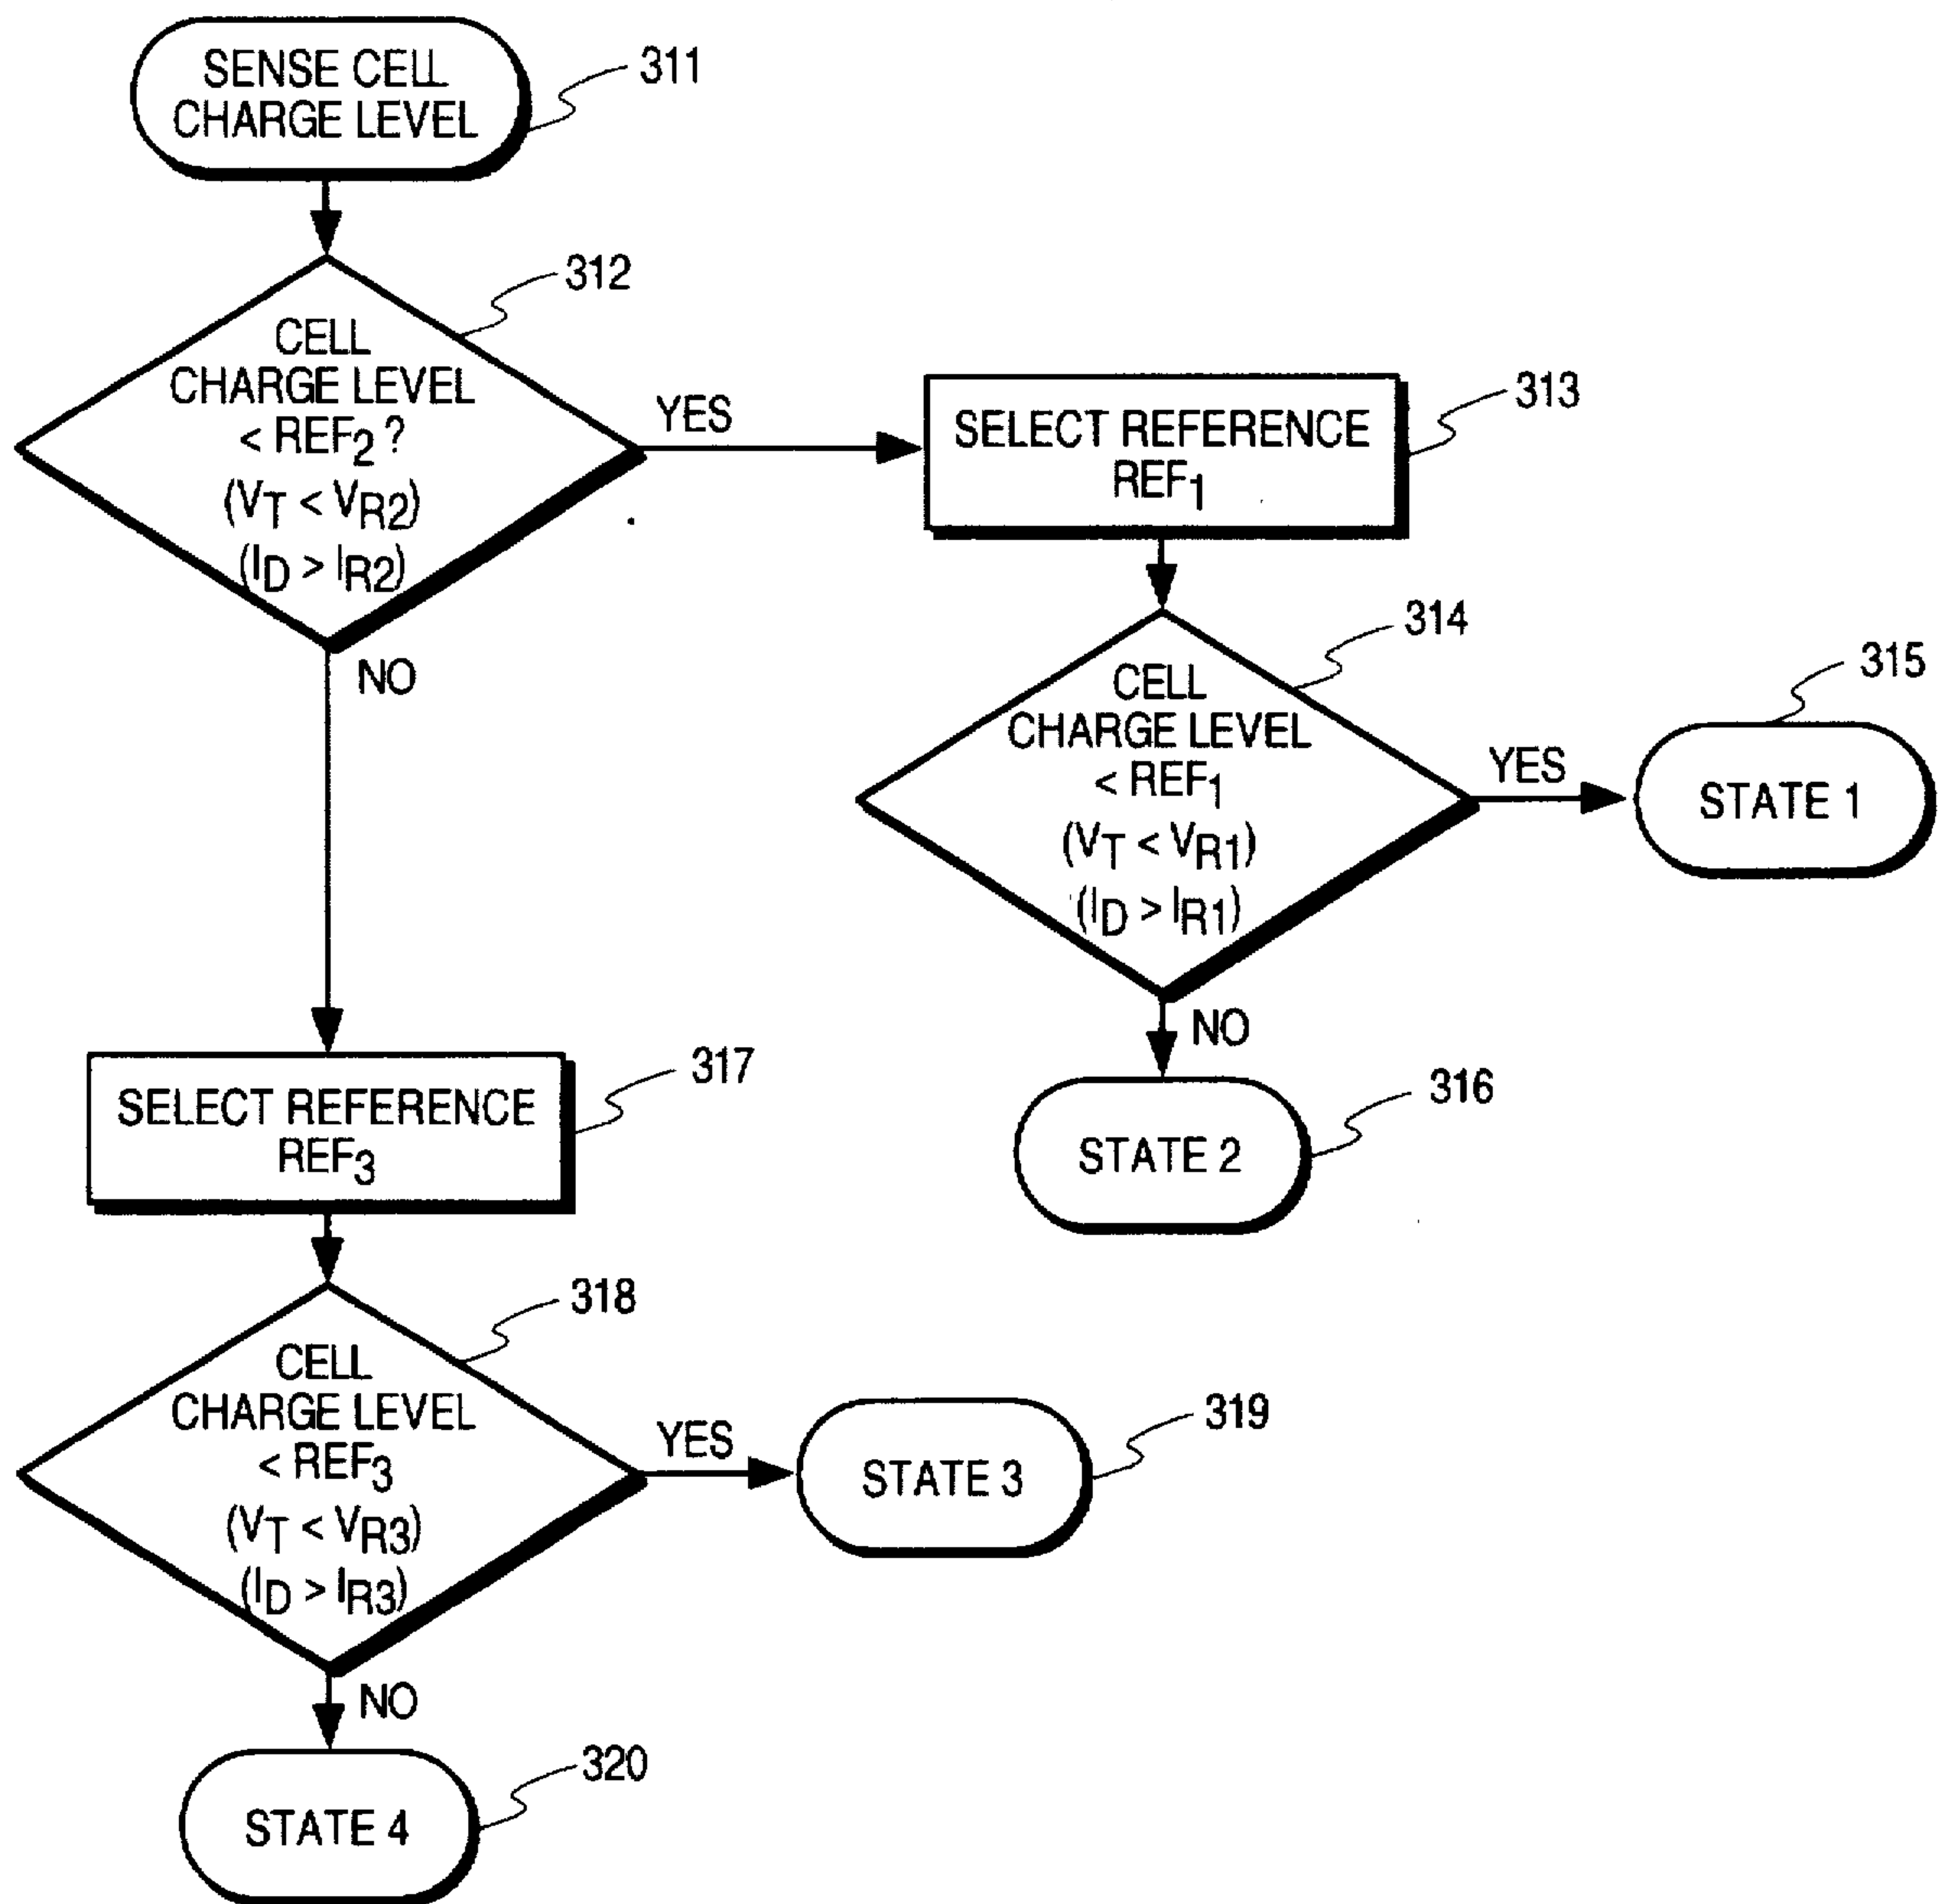 SENSE CELL
CHARGE LEVEL
311
312
CELL
CHARGE LEVEL
< REF2 ?
(VT < VR2)
(ID > IR2)
YES
NO
SELECT REFERENCE
REF1
313
314
CELL
CHARGE LEVEL
< REF1
(VT < VR1)
(ID > IR1)
YES
NO
315
STATE 1
316
STATE 2
317
SELECT REFERENCE
REF3
318
CELL
CHARGE LEVEL
< REF3
(VT < VR3)
(ID > IR3)
YES
NO
319
STATE 3
320
STATE 4